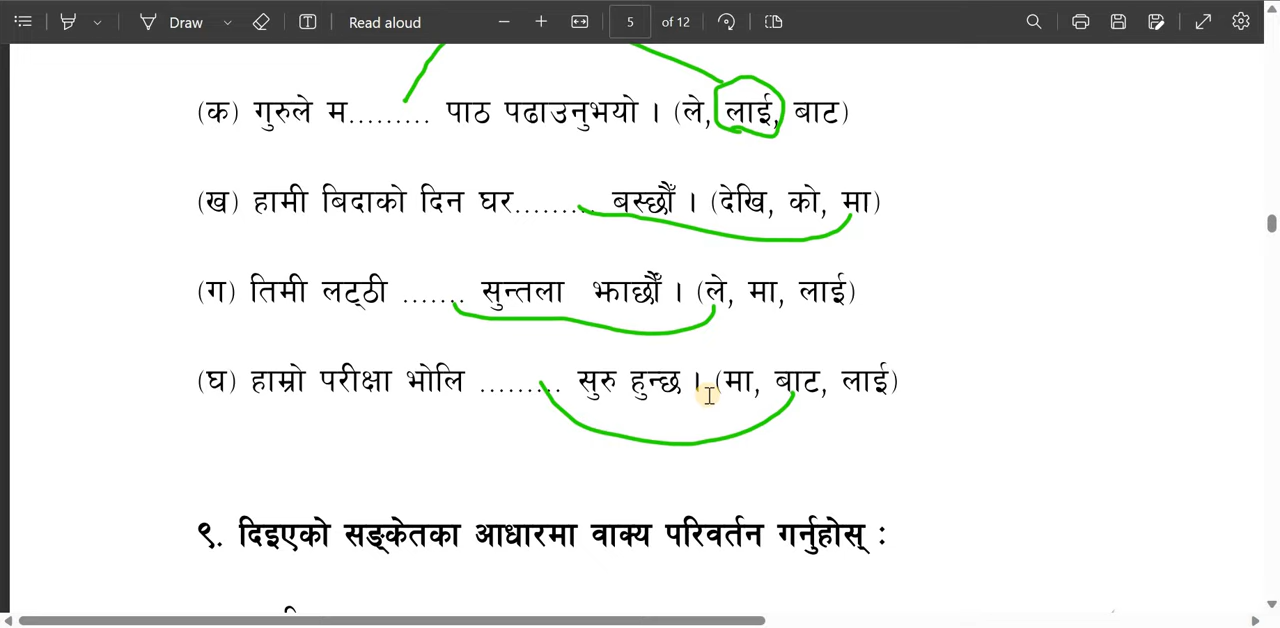 Draw
Read aloud
5
of 12
(क) गुरुले म......... पाठ पढाउनुभयो । (ले, लाई, बाट)
(ख) हामी बिदाको दिन घर......... बस्छौँ । (देखि, को, मा)
(ग) तिमी लट्ठी ....... सुन्तला झाछौँ । (ले, मा, लाई)
(घ) हाम्रो परीक्षा भोलि ......... सुरु हुन्छ । (मा, बाट, लाई)
९. दिइएको सङ्केतका आधारमा वाक्य परिवर्तन गर्नुहोस् :